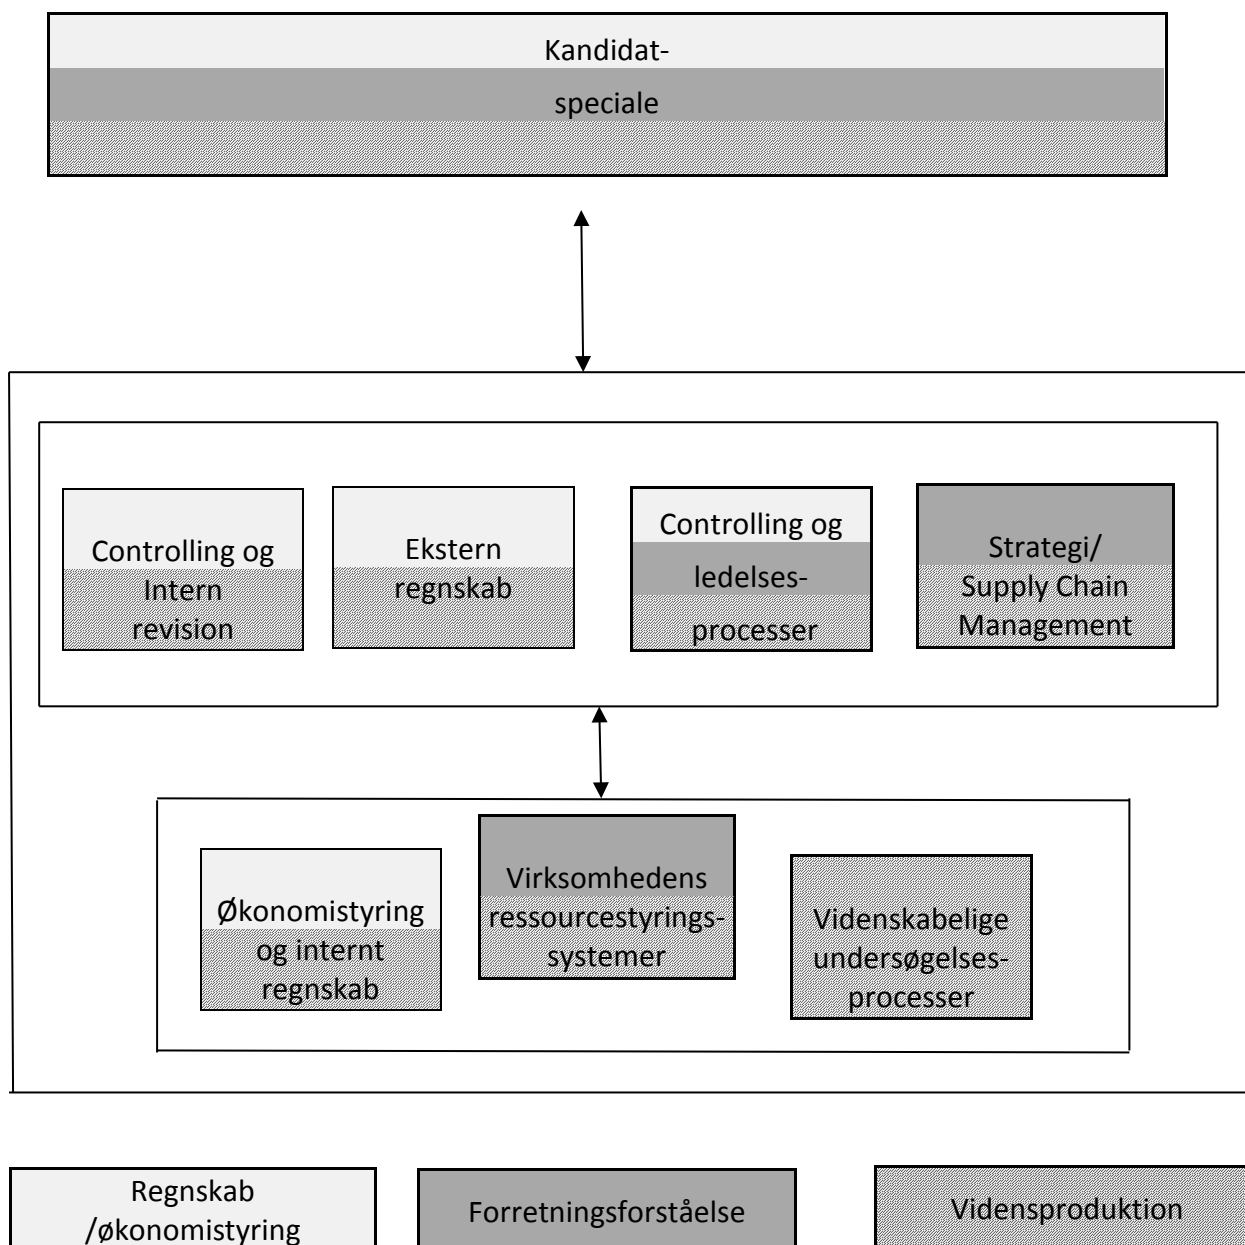 Kandidat-
speciale
Controlling og
Intern
revision
Ekstern
regnskab
Controlling og
ledelses-
processer
Strategi/
Supply Chain
Management
Økonomistyring
og internt
regnskab
Virksomhedens
ressourcestyrings-
systemer
Videnskabelige
undersøgelses-
processer
Regnskab
/økonomistyring
Forretningsforståelse
Vidensproduktion